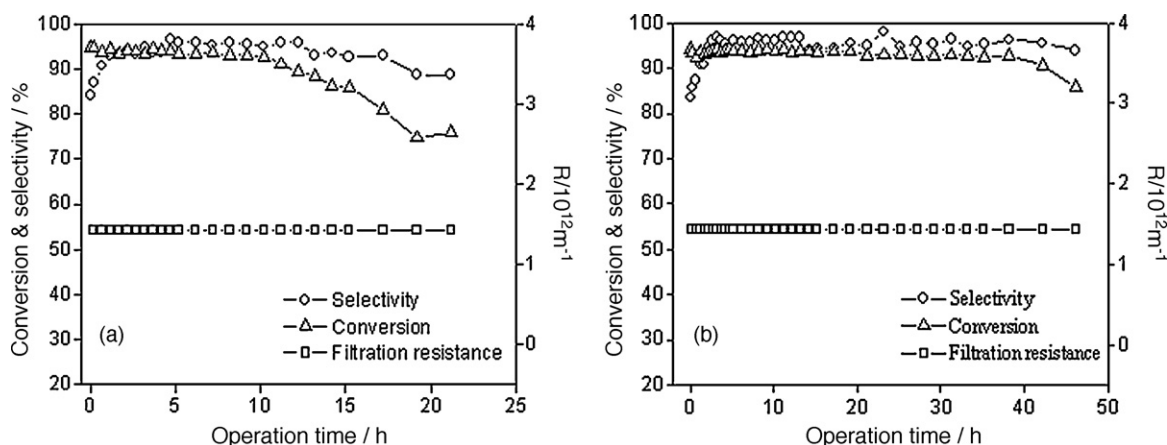 Conversion & selectivity / %
100
90
80
70
60
50
40
30
20
0
5
10
15
20
25
Operation time / h
4
3
2
1
0
R/10¹²m⁻¹
Selectivity
Conversion
Filtration resistance
(a)
Conversion & selectivity / %
100
90
80
70
60
50
40
30
20
0
10
20
30
40
50
Operation time / h
4
3
2
1
0
R/10¹²m⁻¹
Selectivity
Conversion
Filtration resistance
(b)